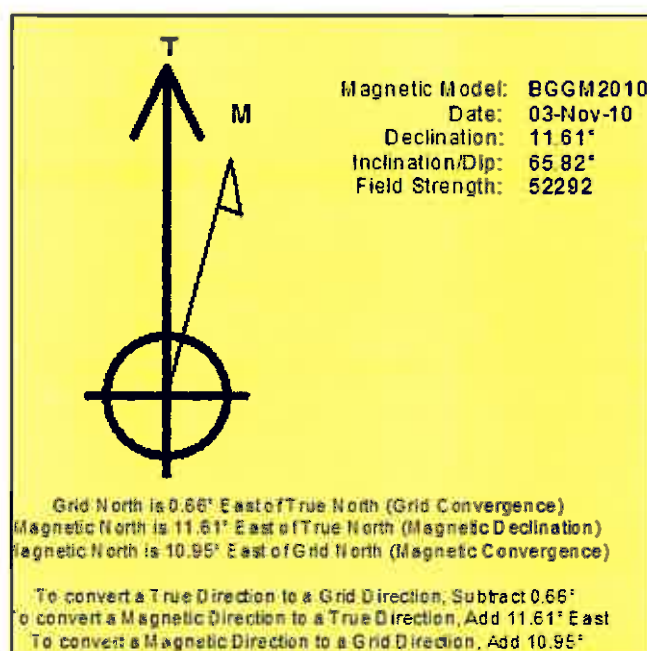 T
M
Magnetic Model: BGGM2010
Date: 03-Nov-10
Declination: 11.61°
Inclination/Dip: 65.82°
Field Strength: 52292
Grid North is 0.66° East of True North (Grid Convergence)
Magnetic North is 11.61° East of True North (Magnetic Declination)
Magnetic North is 10.95° East of Grid North (Magnetic Convergence)
To convert a True Direction to a Grid Direction, Subtract 0.66°
To convert a Magnetic Direction to a True Direction, Add 11.61° East
To convert a Magnetic Direction to a Grid Direction, Add 10.95°